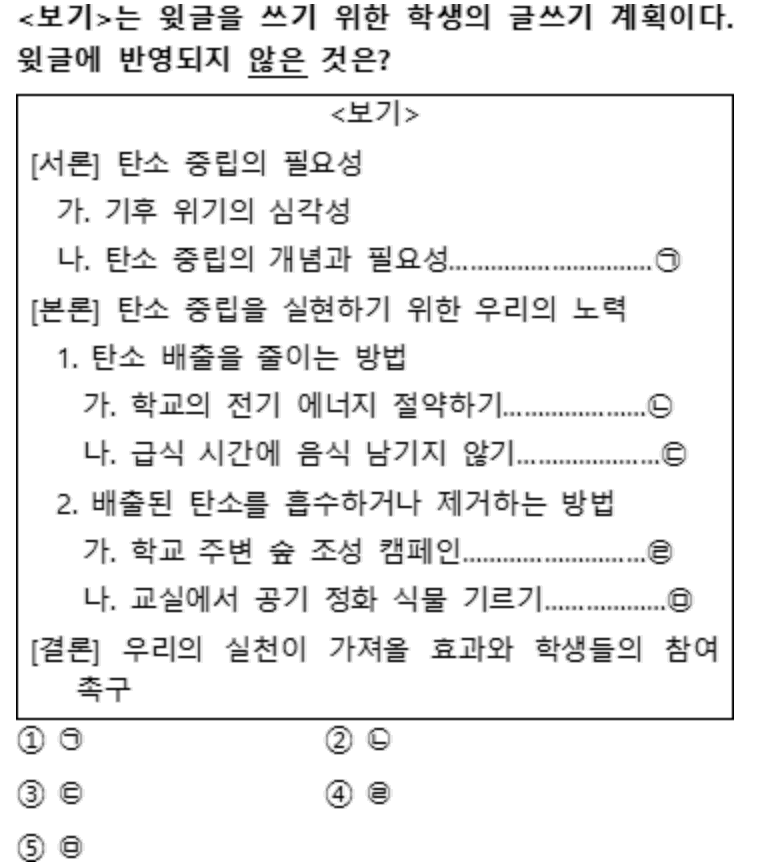 <보기>는 윗글을 쓰기 위한 학생의 글쓰기 계획이다.
윗글에 반영되지 않은 것은?
<보기>
[서론] 탄소 중립의 필요성
가. 기후 위기의 심각성
나. 탄소 중립의 개념과 필요성..............................㉠
[본론] 탄소 중립을 실현하기 위한 우리의 노력
1. 탄소 배출을 줄이는 방법
가. 학교의 전기 에너지 절약하기.....................㉡
나. 급식 시간에 음식 남기지 않기.....................㉢
2. 배출된 탄소를 흡수하거나 제거하는 방법
가. 학교 주변 숲 조성 캠페인...........................㉣
나. 교실에서 공기 정화 식물 기르기..................㉤
[결론] 우리의 실천이 가져올 효과와 학생들의 참여
촉구
① ㉠ ② ㉡
③ ㉢ ④ ㉣
⑤ ㉤